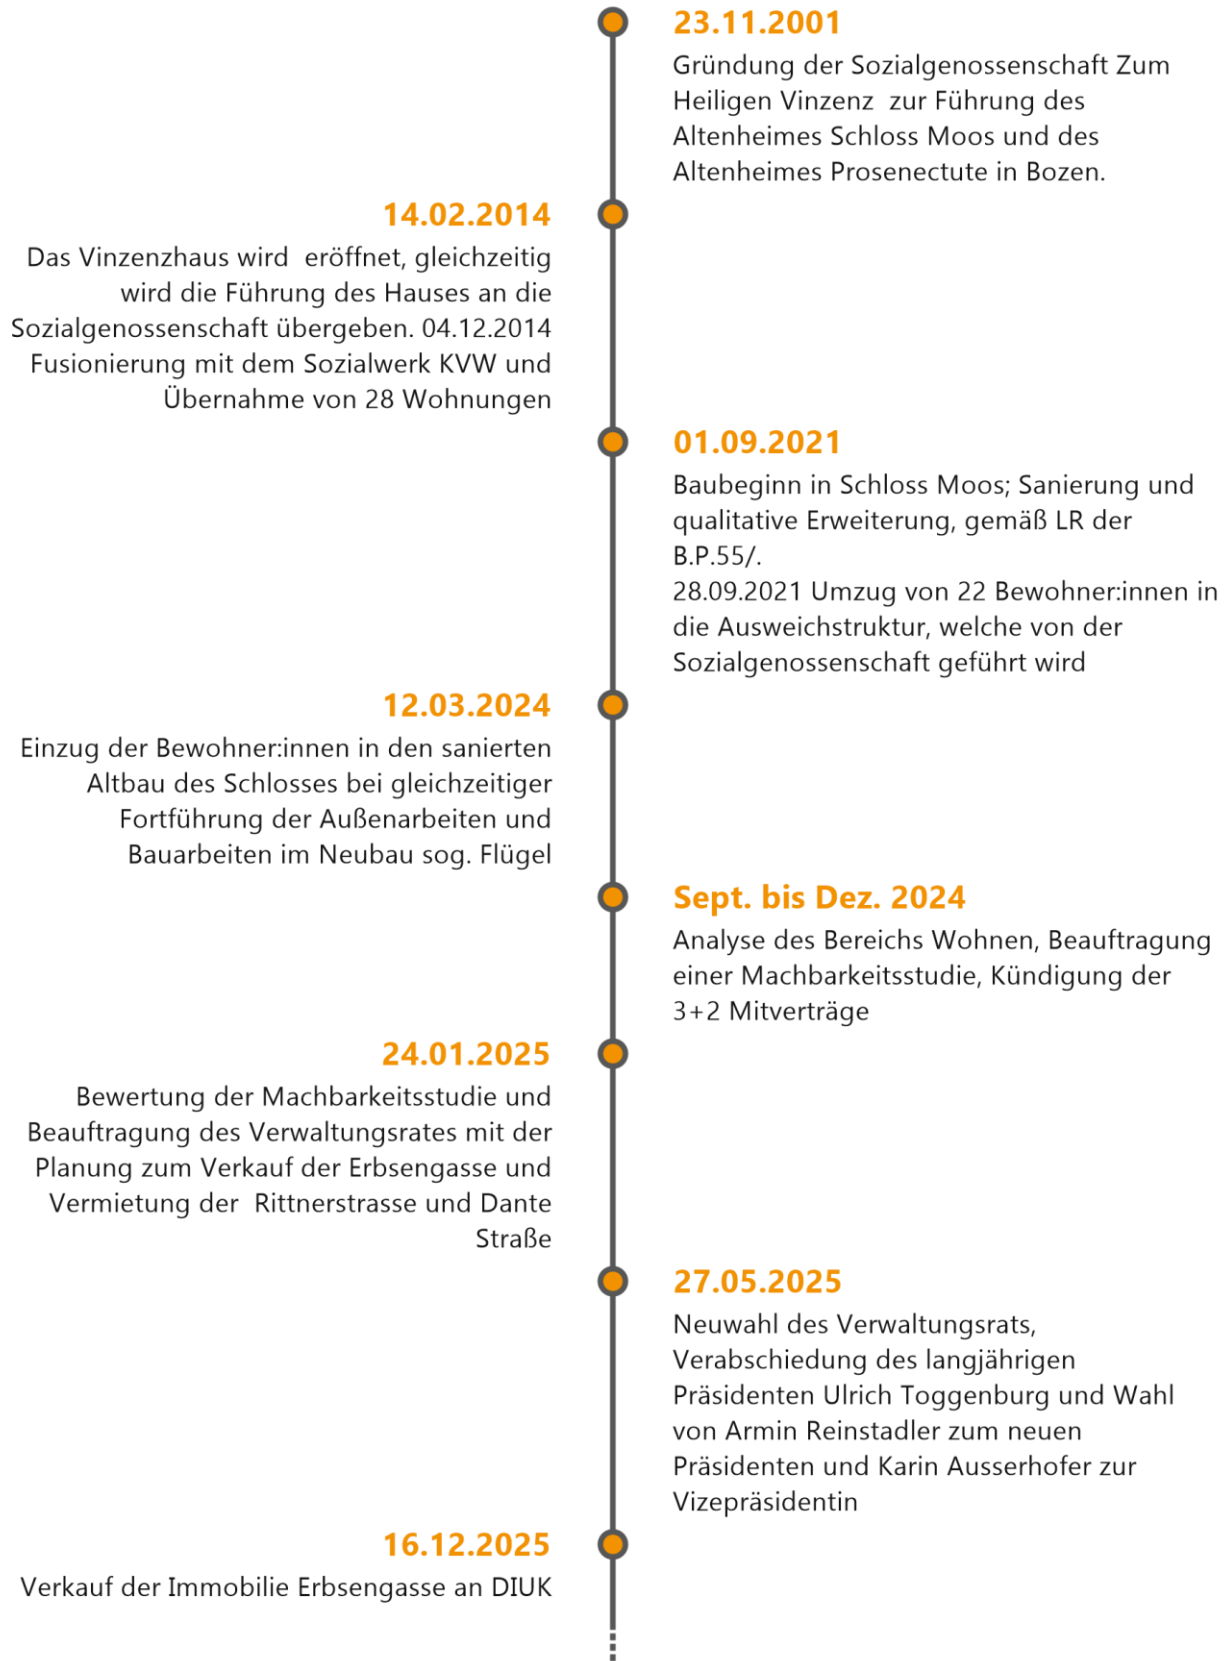 23.11.2001
Gründung der Sozialgenossenschaft Zum
Heiligen Vinzenz  zur Führung des
Altenheimes Schloss Moos und des
Altenheimes Prosenectute in Bozen.
14.02.2014
Das Vinzenzhaus wird  eröffnet, gleichzeitig
wird die Führung des Hauses an die
Sozialgenossenschaft übergeben. 04.12.2014
Fusionierung mit dem Sozialwerk KVW und
Übernahme von 28 Wohnungen
01.09.2021
Baubeginn in Schloss Moos; Sanierung und
qualitative Erweiterung, gemäß LR der
B.P.55/.
28.09.2021 Umzug von 22 Bewohner:innen in
die Ausweichstruktur, welche von der
Sozialgenossenschaft geführt wird
12.03.2024
Einzug der Bewohner:innen in den sanierten
Altbau des Schlosses bei gleichzeitiger
Fortführung der Außenarbeiten und
Bauarbeiten im Neubau sog. Flügel
Sept. bis Dez. 2024
Analyse des Bereichs Wohnen, Beauftragung
einer Machbarkeitsstudie, Kündigung der
3+2 Mitverträge
24.01.2025
Bewertung der Machbarkeitsstudie und
Beauftragung des Verwaltungsrates mit der
Planung zum Verkauf der Erbsengasse und
Vermietung der  Rittnerstrasse und Dante
Straße
27.05.2025
Neuwahl des Verwaltungsrats,
Verabschiedung des langjährigen
Präsidenten Ulrich Toggenburg und Wahl
von Armin Reinstadler zum neuen
Präsidenten und Karin Ausserhofer zur
Vizepräsidentin
16.12.2025
Verkauf der Immobilie Erbsengasse an DIUK